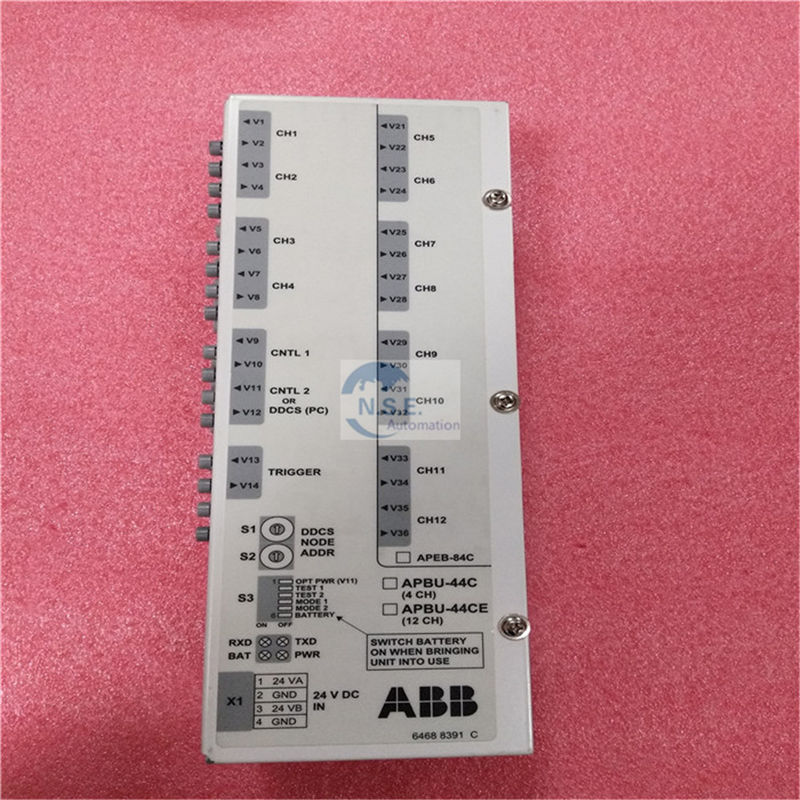 ◄ V1
CH1
► V2
◄ V3
CH2
► V4
◄ V5
CH3
► V6
◄ V7
CH4
► V8
◄ V9
CNTL 1
► V10
◄ V11
CNTL 2
OR
► V12
DDCS (PC)
◄ V13
TRIGGER
► V14
◄ V21
CH5
► V22
◄ V23
CH6
► V24
◄ V25
CH7
► V26
◄ V27
CH8
► V28
◄ V29
CH9
► V30
◄ V31
CH10
► V32
N.S.E.
Automation
◄ V33
CH11
► V34
◄ V35
CH12
► V36
APEB-84C
APBU-44C
(4 CH)
APBU-44CE
(12 CH)
S1
S2
DDCS
NODE
ADDR
S3
1 OPT PWR (V11)
TEST 1
TEST 2
MODE 1
MODE 2
6 BATTERY
ON OFF
SWITCH BATTERY
ON WHEN BRINGING
UNIT INTO USE
RXD TXD
BAT PWR
X1
1 24 VA
2 GND
3 24 VB
4 GND
24 V DC
IN
ABB
6468 8391 C